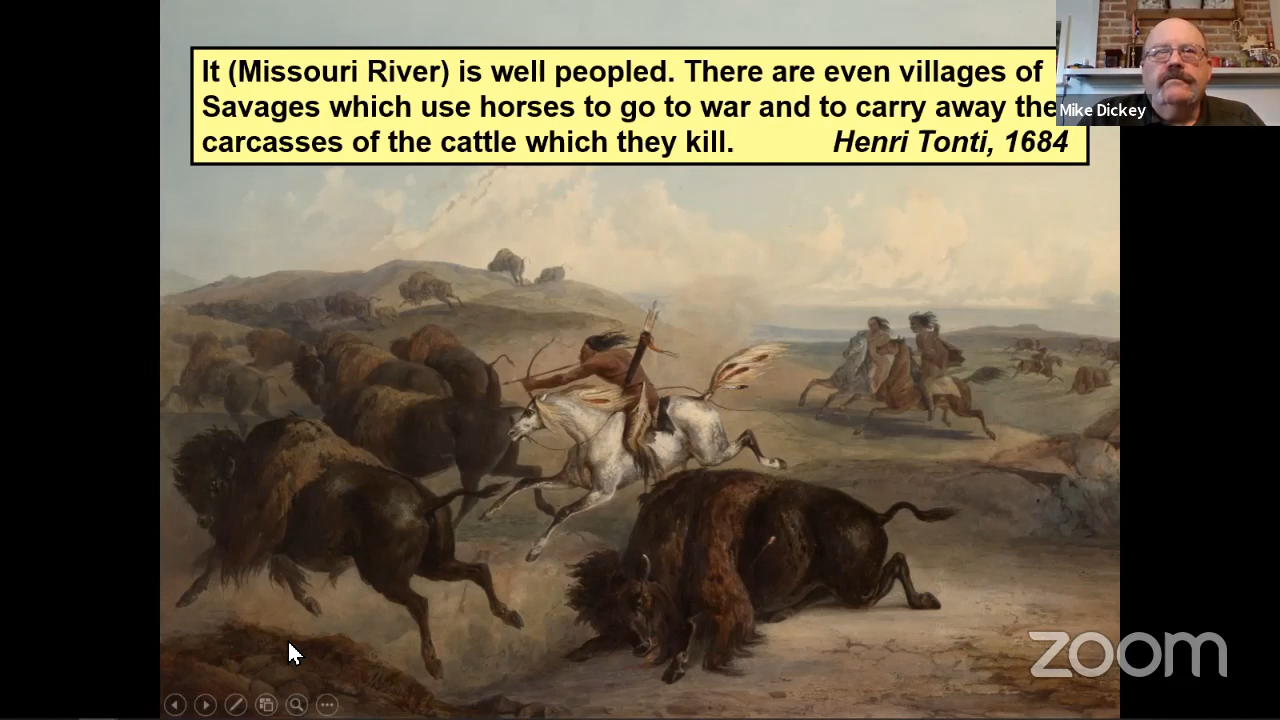 It (Missouri River) is well peopled. There are even villages of
Savages which use horses to go to war and to carry away the
carcasses of the cattle which they kill. Henri Tonti, 1684
Mike Dickey
zoom